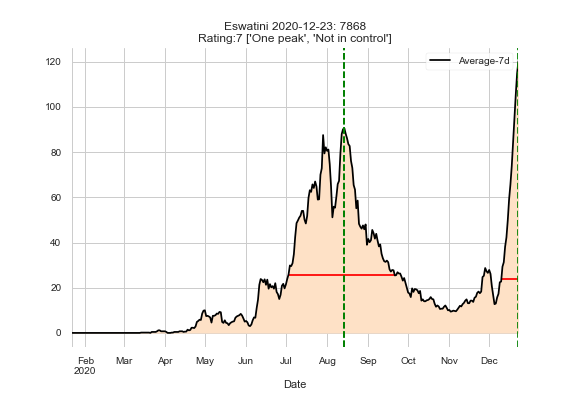 Eswatini 2020-12-23: 7868
Rating:7 ['One peak', 'Not in control']
Average-7d
120
100
80
60
40
20
0
Feb Mar Apr May Jun Jul Aug Sep Oct Nov Dec
2020
Date